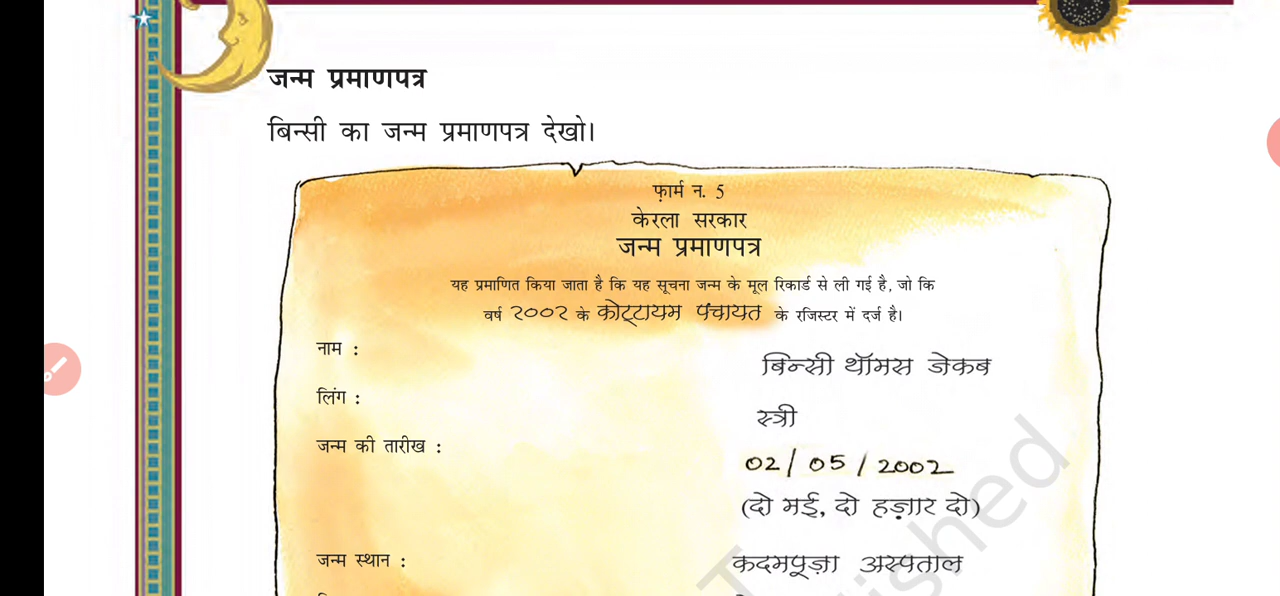 जन्म प्रमाणपत्र
बिन्सी का जन्म प्रमाणपत्र देखो।
फ़ार्म न. 5
केरला सरकार
जन्म प्रमाणपत्र
यह प्रमाणित किया जाता है कि यह सूचना जन्म के मूल रिकार्ड से ली गई है, जो कि
वर्ष २००२ के कोट्टायम पंचायत के रजिस्टर में दर्ज है।
नाम : बिन्सी थॉमस जेकब
लिंग : स्त्री
जन्म की तारीख : 02/05/2002
(दो मई, दो हज़ार दो)
जन्म स्थान : कदमपूज़ा अस्पताल